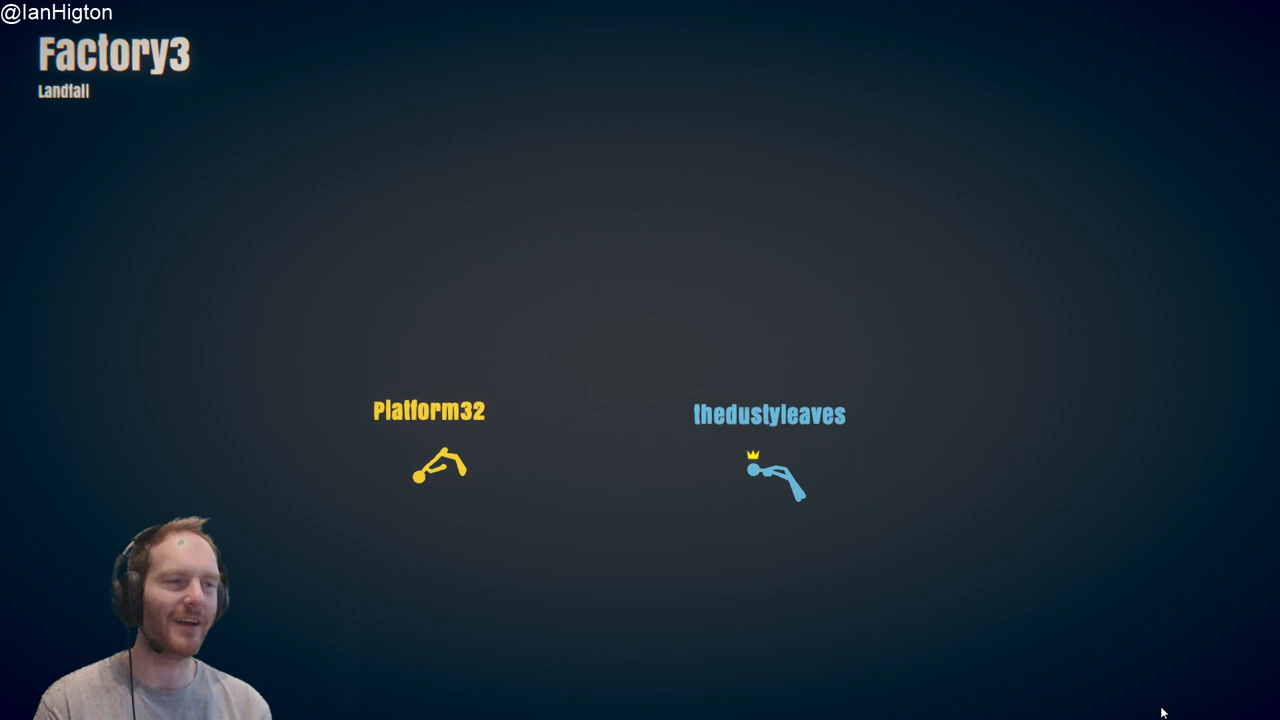 @IanHigton
Factory3
Landfall
Platform32
thedustyleaves